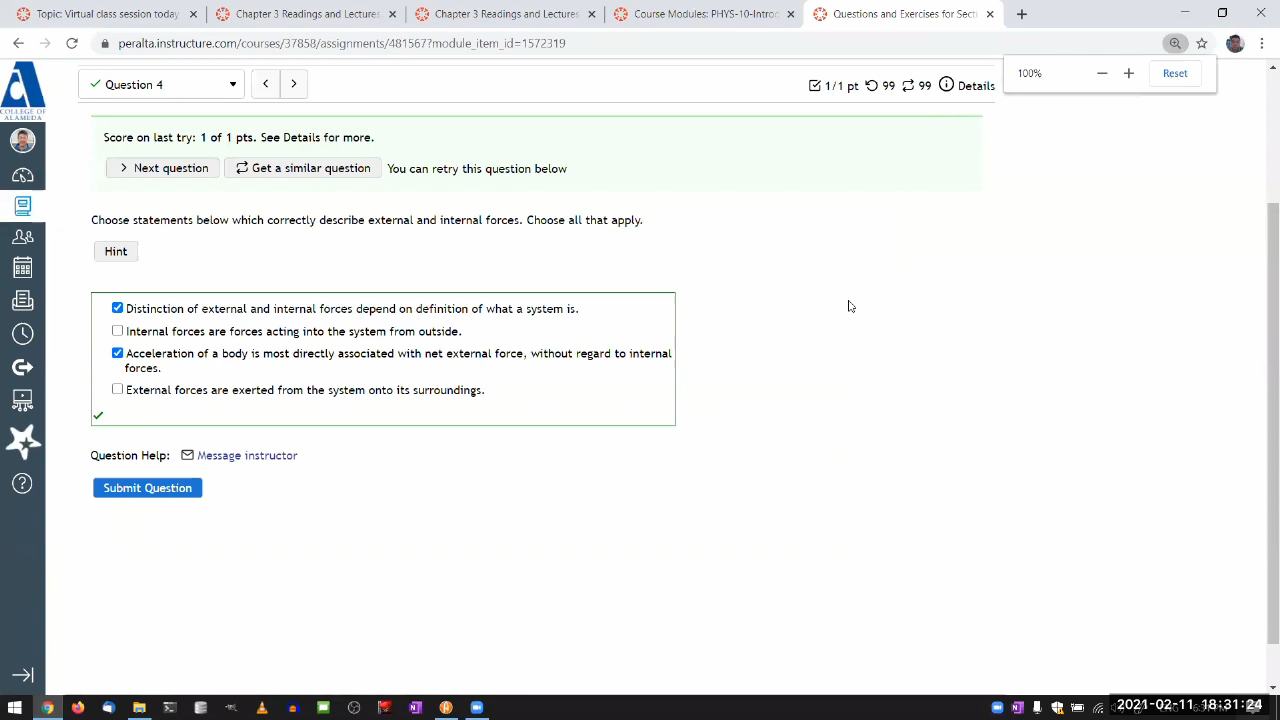 Topic: Virtual class session today
Chapter 3 Readings and Lectures
Chapter 3 Readings and Lectures
Course Modules: PHYS-10-Introd
Questions and Exercises for Secti
peralta.instructure.com/courses/37858/assignments/481567?module_item_id=1572319
100%
Reset
COLLEGE OF
ALAMEDA
Question 4
1/1 pt 99 99 Details
Score on last try: 1 of 1 pts. See Details for more.
Next question Get a similar question You can retry this question below
Choose statements below which correctly describe external and internal forces. Choose all that apply.
Hint
Distinction of external and internal forces depend on definition of what a system is.
Internal forces are forces acting into the system from outside.
Acceleration of a body is most directly associated with net external force, without regard to internal
forces.
External forces are exerted from the system onto its surroundings.
Question Help: Message instructor
Submit Question
2021-02-11 18:31:24